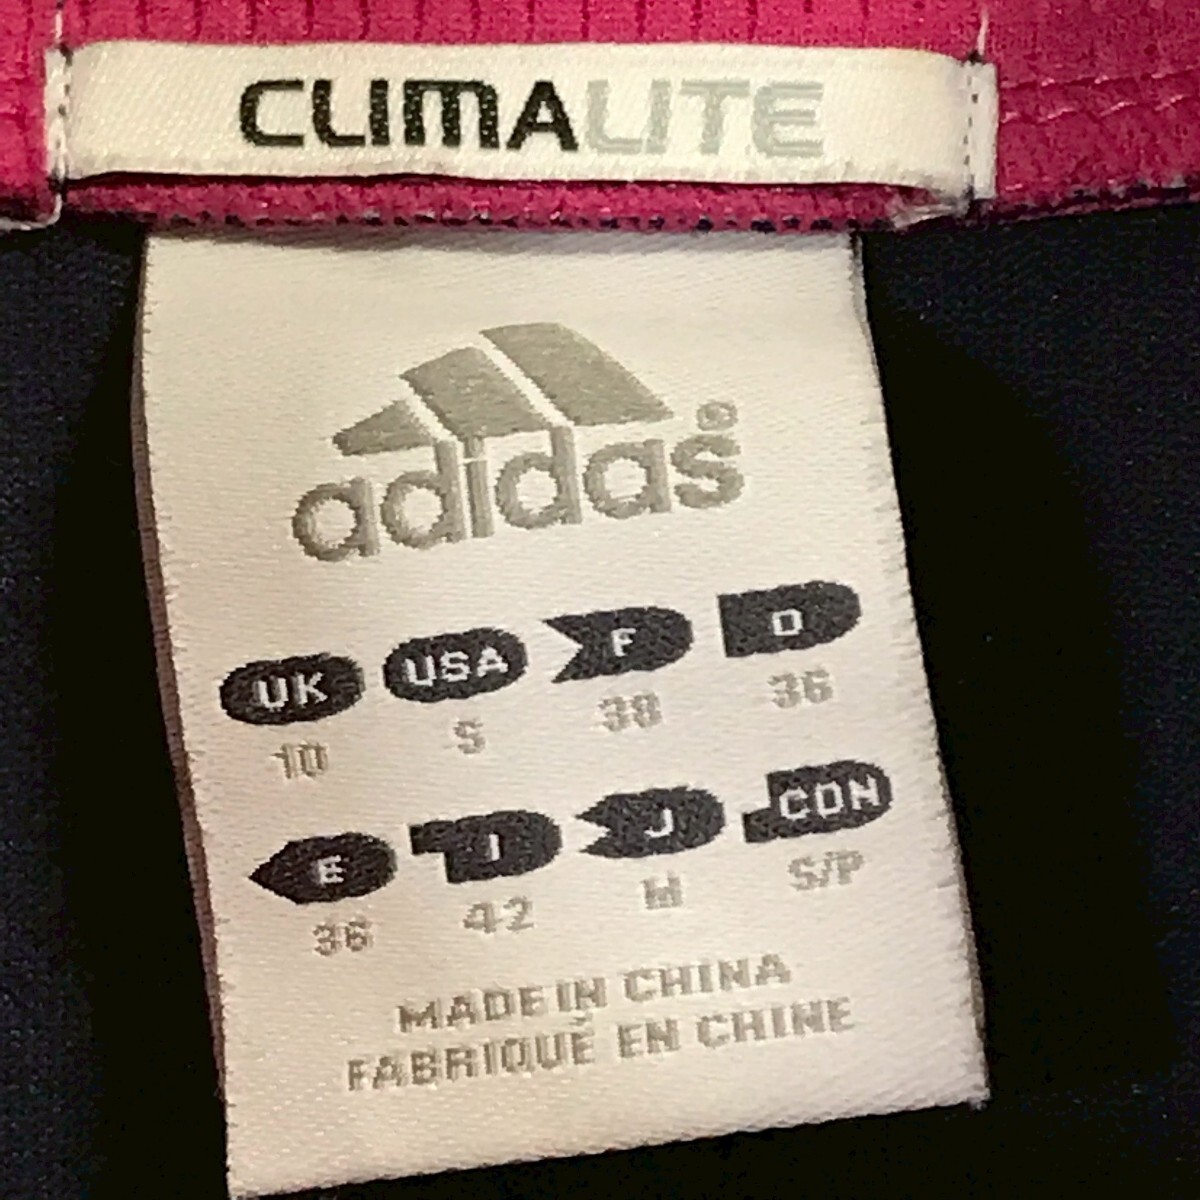 CLIMALITE
adidas®
UK USA F D
10 S 38 36
E I J CDN
36 42 M S/P
MADE IN CHINA
FABRIQUÉ EN CHINE